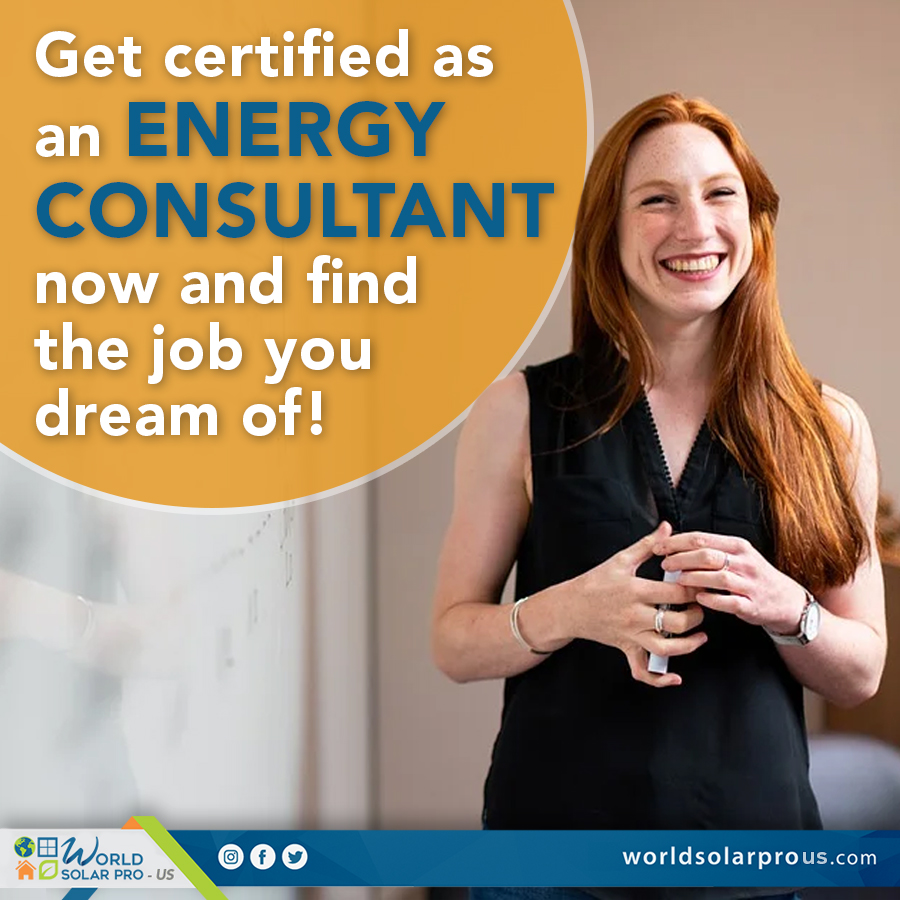 Get certified as
an ENERGY
CONSULTANT
now and find
the job you
dream of!
WORLD
SOLAR PRO - US
worldsolarprous.com